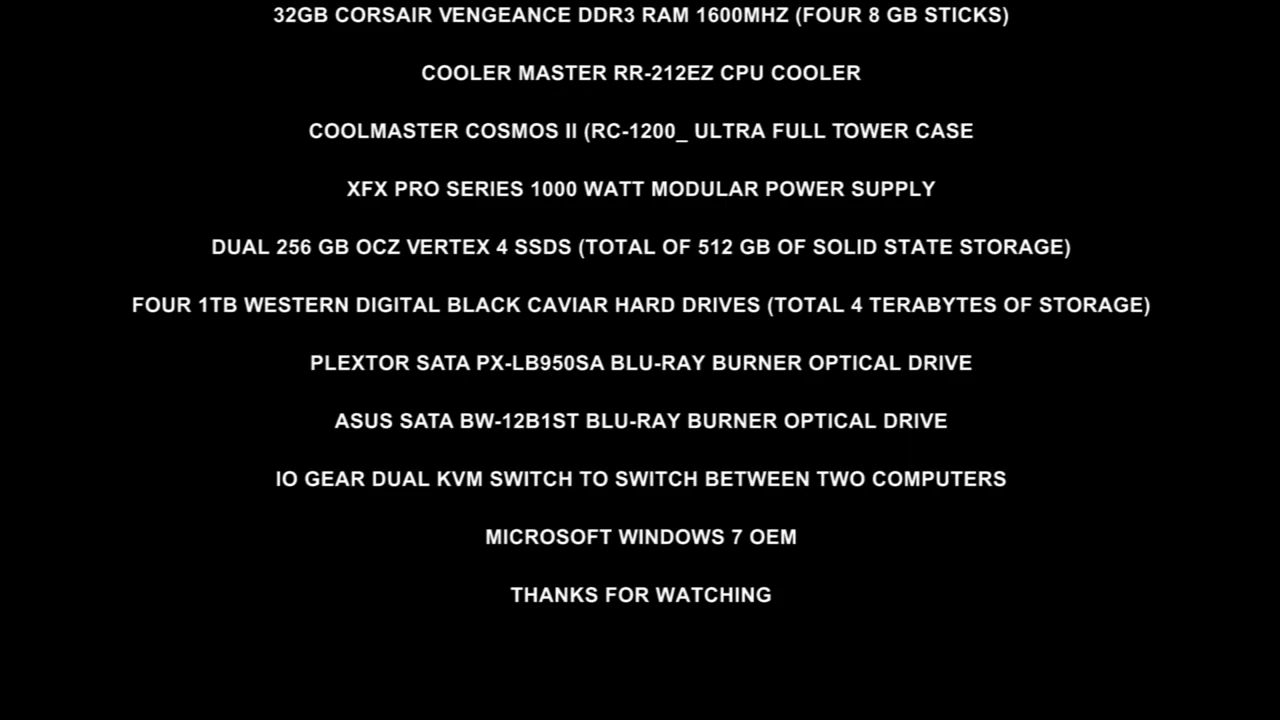 32GB CORSAIR VENGEANCE DDR3 RAM 1600MHZ (FOUR 8 GB STICKS)
COOLER MASTER RR-212EZ CPU COOLER
COOLMASTER COSMOS II (RC-1200_ ULTRA FULL TOWER CASE
XFX PRO SERIES 1000 WATT MODULAR POWER SUPPLY
DUAL 256 GB OCZ VERTEX 4 SSDS (TOTAL OF 512 GB OF SOLID STATE STORAGE)
FOUR 1TB WESTERN DIGITAL BLACK CAVIAR HARD DRIVES (TOTAL 4 TERABYTES OF STORAGE)
PLEXTOR SATA PX-LB950SA BLU-RAY BURNER OPTICAL DRIVE
ASUS SATA BW-12B1ST BLU-RAY BURNER OPTICAL DRIVE
IO GEAR DUAL KVM SWITCH TO SWITCH BETWEEN TWO COMPUTERS
MICROSOFT WINDOWS 7 OEM
THANKS FOR WATCHING